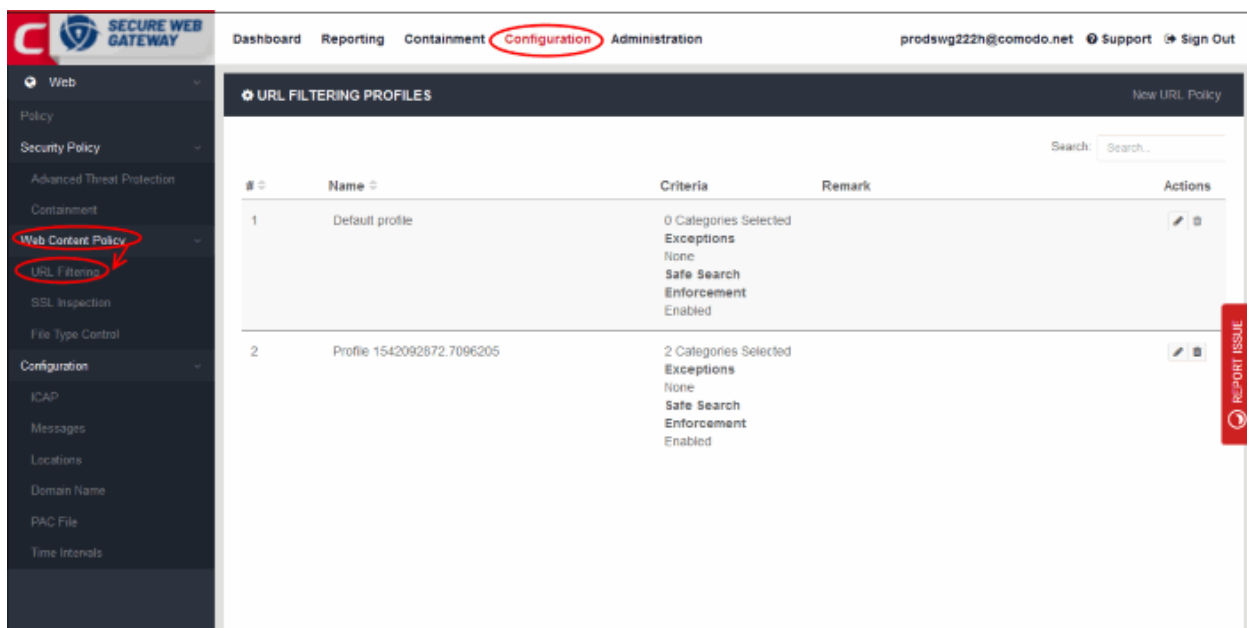 C SECURE WEB
GATEWAY
Dashboard Reporting Containment Configuration Administration prodswg222h@comodo.net Support Sign Out
Web
Policy
Security Policy
Advanced Threat Protection
Containment
Web Content Policy
URL Filtering
SSL Inspection
File Type Control
Configuration
ICAP
Messages
Locations
Domain Name
PAC File
Time Intervals
URL FILTERING PROFILES New URL Policy
Search: Search...
# Name Criteria Remark Actions
1 Default profile 0 Categories Selected
Exceptions
None
Safe Search
Enforcement
Enabled
2 Profile 1542092872.7096205 2 Categories Selected
Exceptions
None
Safe Search
Enforcement
Enabled
REPORT ISSUE